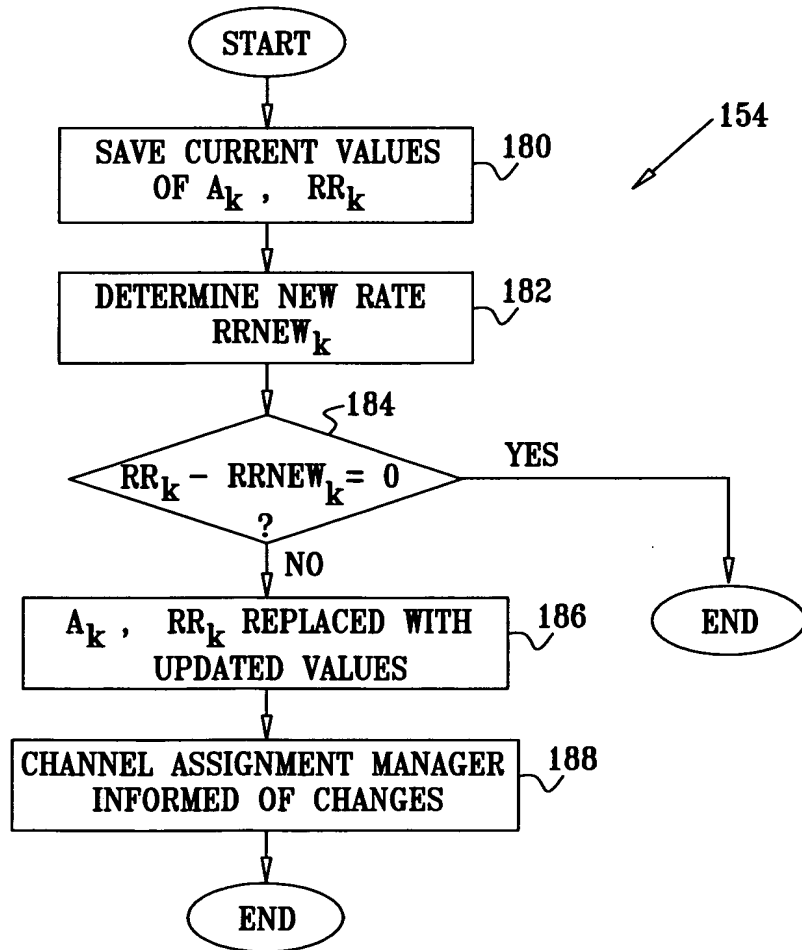 START
154
SAVE CURRENT VALUES
OF Ak , RRk
180
DETERMINE NEW RATE
RRNEWk
182
184
RRk - RRNEWk = 0
?
YES
NO
Ak , RRk REPLACED WITH
UPDATED VALUES
186
END
CHANNEL ASSIGNMENT MANAGER
INFORMED OF CHANGES
188
END